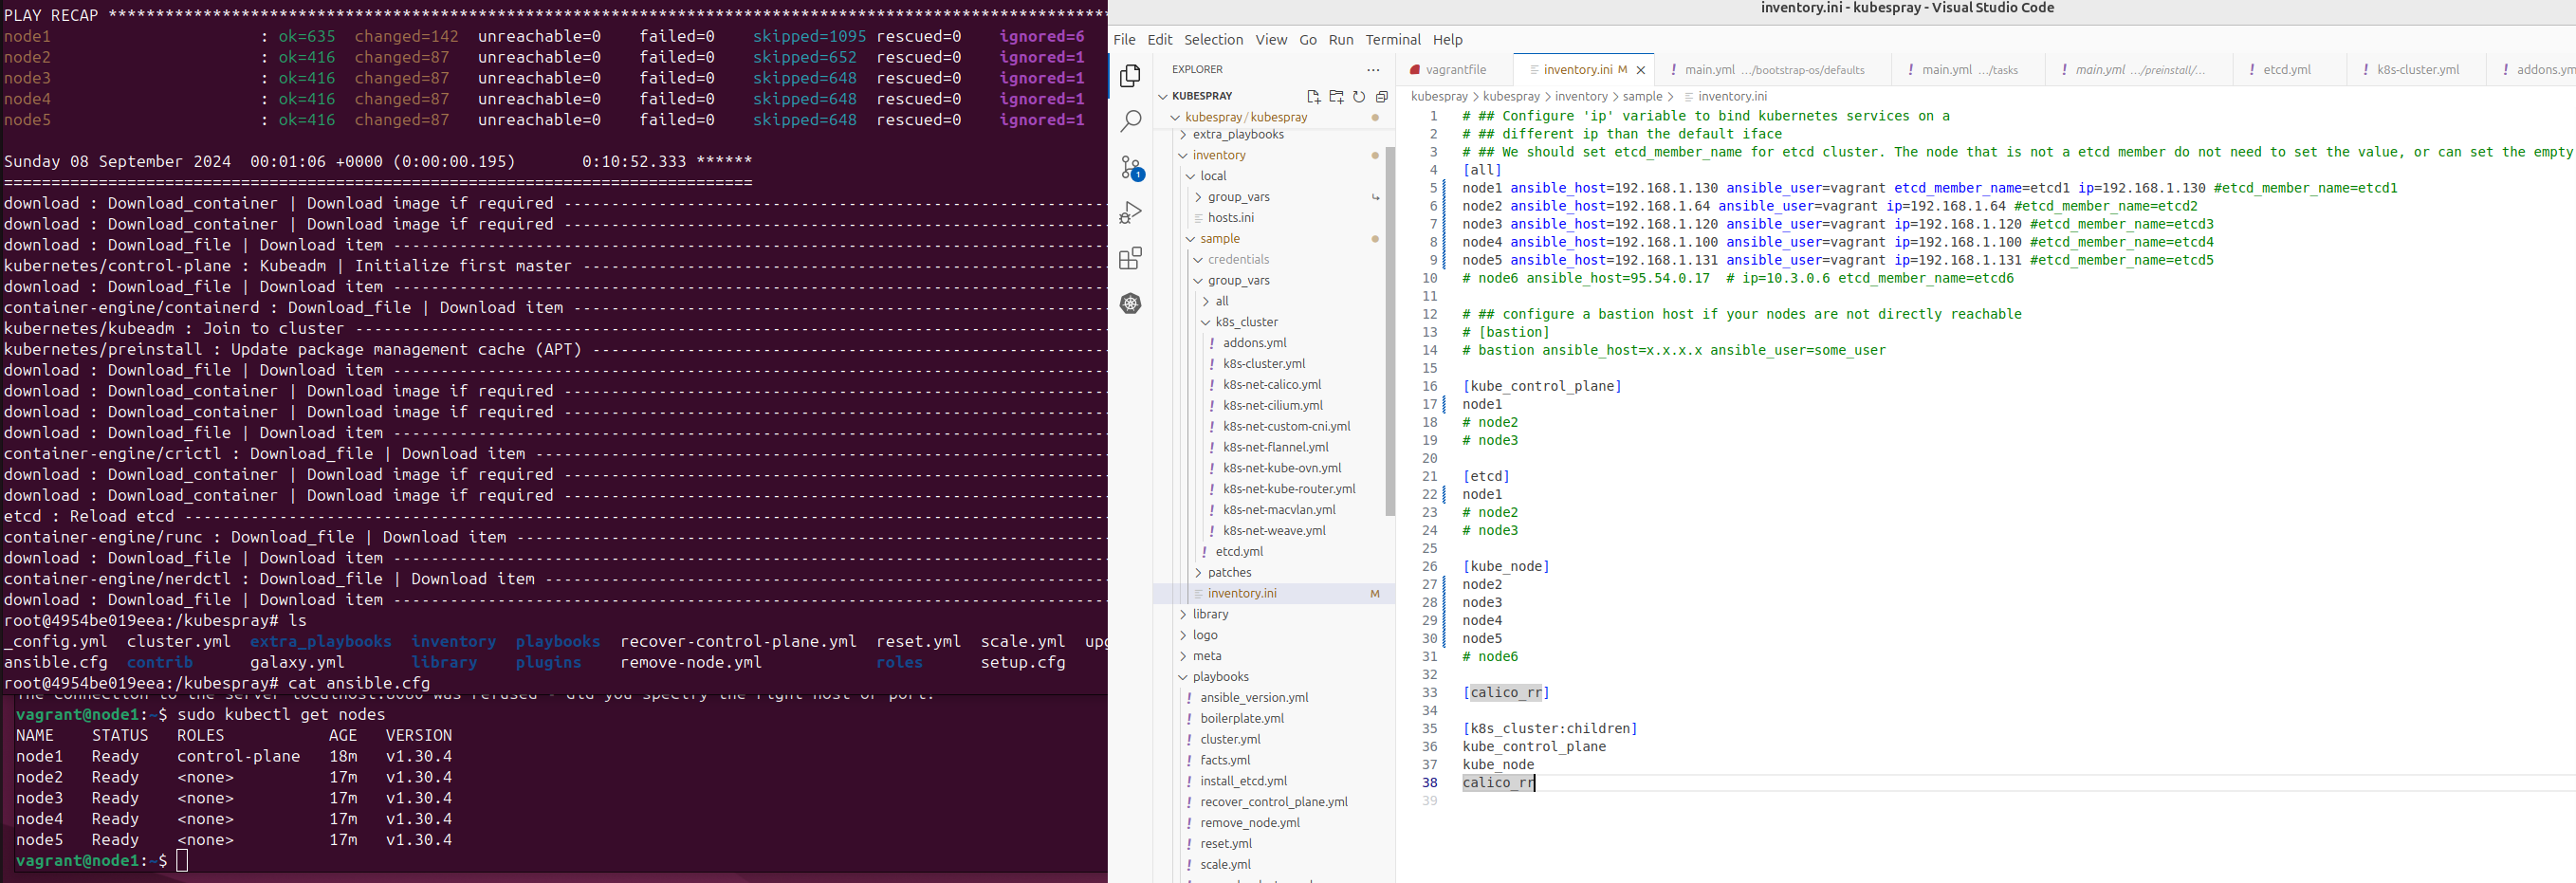 PLAY RECAP ************************************************************************************************
node1 : ok=635 changed=142 unreachable=0 failed=0 skipped=1095 rescued=0 ignored=6
node2 : ok=416 changed=87 unreachable=0 failed=0 skipped=652 rescued=0 ignored=1
node3 : ok=416 changed=87 unreachable=0 failed=0 skipped=648 rescued=0 ignored=1
node4 : ok=416 changed=87 unreachable=0 failed=0 skipped=648 rescued=0 ignored=1
node5 : ok=416 changed=87 unreachable=0 failed=0 skipped=648 rescued=0 ignored=1
Sunday 08 September 2024 00:01:06 +0000 (0:00:00.195) 0:10:52.333 ******
===============================================================================
download : Download_container | Download image if required ----------
download : Download_container | Download image if required ----------
download : Download_file | Download item ----------
kubernetes/control-plane : Kubeadm | Initialize first master ----------
download : Download_file | Download item ----------
container-engine/containerd : Download_file | Download item ----------
kubernetes/kubeadm : Join to cluster ----------
kubernetes/preinstall : Update package management cache (APT) ----------
download : Download_file | Download item ----------
download : Download_container | Download image if required ----------
download : Download_container | Download image if required ----------
download : Download_file | Download item ----------
container-engine/crictl : Download_file | Download item ----------
download : Download_container | Download image if required ----------
download : Download_container | Download image if required ----------
etcd : Reload etcd ----------
container-engine/runc : Download_file | Download item ----------
download : Download_file | Download item ----------
container-engine/nerdctl : Download_file | Download item ----------
download : Download_file | Download item ----------
root@4954be019eea:/kubespray# ls
_config.yml cluster.yml extra_playbooks inventory playbooks recover-control-plane.yml reset.yml scale.yml upg
ansible.cfg contrib galaxy.yml library plugins remove-node.yml roles setup.cfg
root@4954be019eea:/kubespray# cat ansible.cfg
The connection to the server localhost:8080 was refused - did you specify the right host or port?
vagrant@node1:~$ sudo kubectl get nodes
NAME STATUS ROLES AGE VERSION
node1 Ready control-plane 18m v1.30.4
node2 Ready <none> 17m v1.30.4
node3 Ready <none> 17m v1.30.4
node4 Ready <none> 17m v1.30.4
node5 Ready <none> 17m v1.30.4
vagrant@node1:~$
inventory.ini - kubespray - Visual Studio Code
File Edit Selection View Go Run Terminal Help
EXPLORER ···
KUBESPRAY
kubespray / kubespray
extra_playbooks
inventory
local
group_vars
hosts.ini
sample
credentials
group_vars
all
k8s_cluster
! addons.yml
! k8s-cluster.yml
! k8s-net-calico.yml
! k8s-net-cilium.yml
! k8s-net-custom-cni.yml
! k8s-net-flannel.yml
! k8s-net-kube-ovn.yml
! k8s-net-kube-router.yml
! k8s-net-macvlan.yml
! k8s-net-weave.yml
! etcd.yml
patches
inventory.ini M
library
logo
meta
playbooks
! ansible_version.yml
! boilerplate.yml
! cluster.yml
! facts.yml
! install_etcd.yml
! recover_control_plane.yml
! remove_node.yml
! reset.yml
! scale.yml
1
vagrantfile
inventory.ini M
! main.yml .../bootstrap-os/defaults
! main.yml .../tasks
! main.yml .../preinstall/...
! etcd.yml
! k8s-cluster.yml
! addons.ym
kubespray > kubespray > inventory > sample > inventory.ini
1 # ## Configure 'ip' variable to bind kubernetes services on a
2 # ## different ip than the default iface
3 # ## We should set etcd_member_name for etcd cluster. The node that is not a etcd member do not need to set the value, or can set the empty
4 [all]
5 node1 ansible_host=192.168.1.130 ansible_user=vagrant etcd_member_name=etcd1 ip=192.168.1.130 #etcd_member_name=etcd1
6 node2 ansible_host=192.168.1.64 ansible_user=vagrant ip=192.168.1.64 #etcd_member_name=etcd2
7 node3 ansible_host=192.168.1.120 ansible_user=vagrant ip=192.168.1.120 #etcd_member_name=etcd3
8 node4 ansible_host=192.168.1.100 ansible_user=vagrant ip=192.168.1.100 #etcd_member_name=etcd4
9 node5 ansible_host=192.168.1.131 ansible_user=vagrant ip=192.168.1.131 #etcd_member_name=etcd5
10 # node6 ansible_host=95.54.0.17 # ip=10.3.0.6 etcd_member_name=etcd6
11
12 # ## configure a bastion host if your nodes are not directly reachable
13 # [bastion]
14 # bastion ansible_host=x.x.x.x ansible_user=some_user
15
16 [kube_control_plane]
17 node1
18 # node2
19 # node3
20
21 [etcd]
22 node1
23 # node2
24 # node3
25
26 [kube_node]
27 node2
28 node3
29 node4
30 node5
31 # node6
32
33 [calico_rr]
34
35 [k8s_cluster:children]
36 kube_control_plane
37 kube_node
38 calico_rr
39